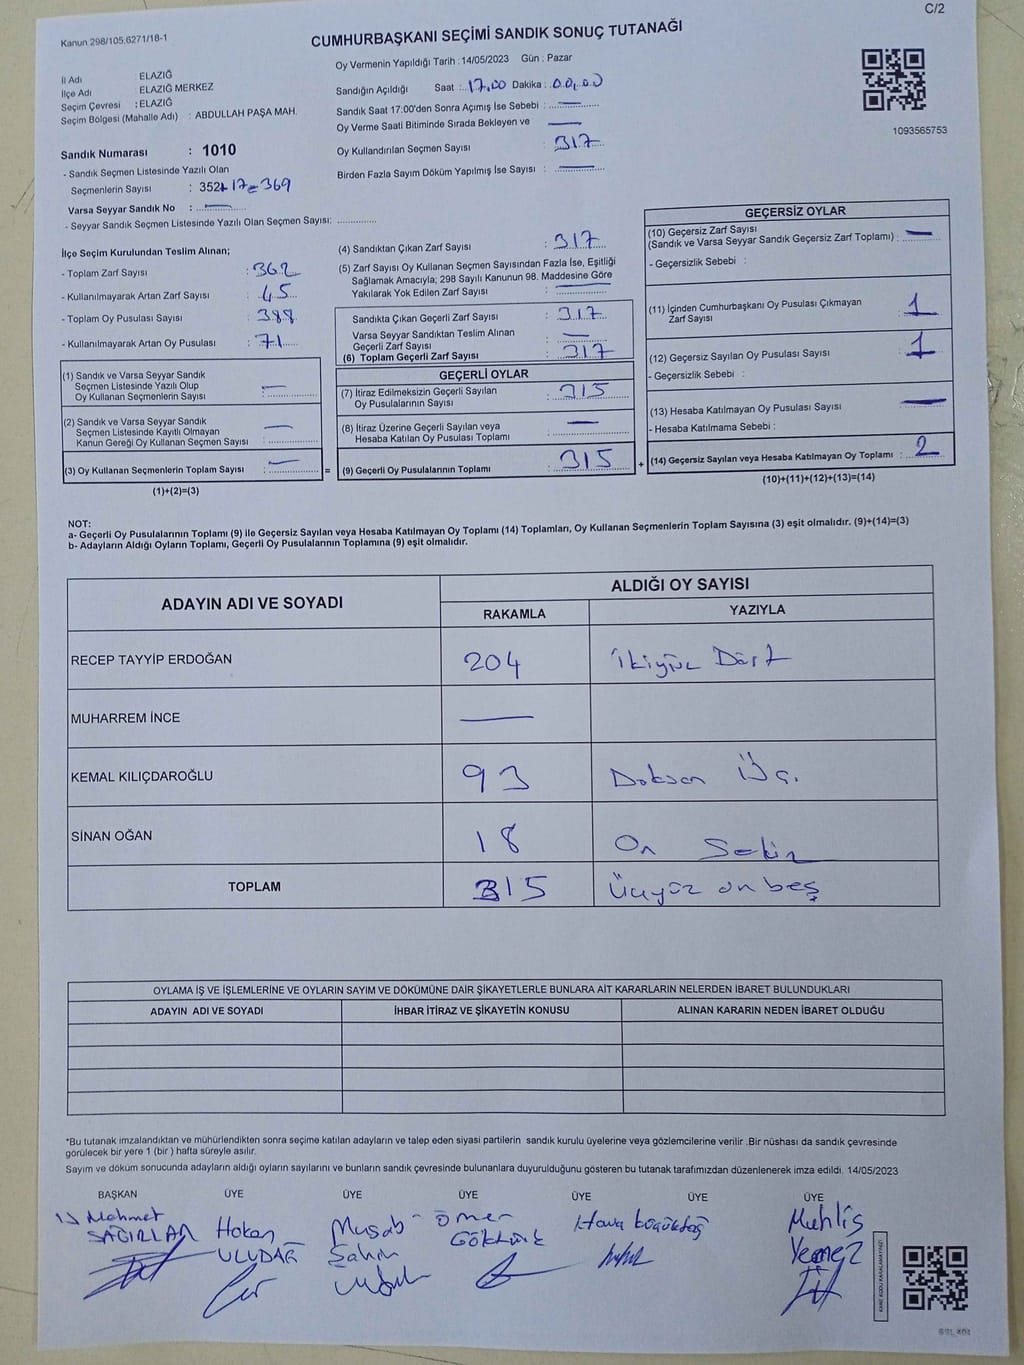 C/2
Kanun 298/105.6271/18-1
CUMHURBAŞKANI SEÇİMİ SANDIK SONUÇ TUTANAĞI
İl Adı : ELAZIĞ
İlçe Adı : ELAZIĞ MERKEZ
Seçim Çevresi : ELAZIĞ
Seçim Bölgesi (Mahalle Adı) : ABDULLAH PAŞA MAH.
Oy Vermenin Yapıldığı Tarih : 14/05/2023 Gün : Pazar
Sandığın Açıldığı Saat : 17.00 Dakika : 00.00
Sandık Saat 17:00'den Sonra Açımış İse Sebebi :
Oy Verme Saati Bitiminde Sırada Bekleyen ve
Oy Kullandırılan Seçmen Sayısı : 317
Birden Fazla Sayım Döküm Yapılmış İse Sayısı :
1093565753
Sandık Numarası : 1010
- Sandık Seçmen Listesinde Yazılı Olan
Seçmenlerin Sayısı : 352+17=369
Varsa Seyyar Sandık No :
- Seyyar Sandık Seçmen Listesinde Yazılı Olan Seçmen Sayısı:
İlçe Seçim Kurulundan Teslim Alınan;
- Toplam Zarf Sayısı : 362
- Kullanılmayarak Artan Zarf Sayısı : 45
- Toplam Oy Pusulası Sayısı : 388
- Kullanılmayarak Artan Oy Pusulası : 71
(1) Sandık ve Varsa Seyyar Sandık
Seçmen Listesinde Yazılı Olup
Oy Kullanan Seçmenlerin Sayısı :
(2) Sandık ve Varsa Seyyar Sandık
Seçmen Listesinde Kayıtlı Olmayan
Kanun Gereği Oy Kullanan Seçmen Sayısı :
(3) Oy Kullanan Seçmenlerin Toplam Sayısı :
(1)+(2)=(3)
(4) Sandıktan Çıkan Zarf Sayısı : 317
(5) Zarf Sayısı Oy Kullanan Seçmen Sayısından Fazla İse, Eşitliği
Sağlamak Amacıyla; 298 Sayılı Kanunun 98. Maddesine Göre
Yakılarak Yok Edilen Zarf Sayısı :
Sandıkta Çıkan Geçerli Zarf Sayısı : 317
Varsa Seyyar Sandıktan Teslim Alınan
Geçerli Zarf Sayısı :
(6) Toplam Geçerli Zarf Sayısı : 317
GEÇERLİ OYLAR
(7) İtiraz Edilmeksizin Geçerli Sayılan
Oy Pusulalarının Sayısı : 315
(8) İtiraz Üzerine Geçerli Sayılan veya
Hesaba Katılan Oy Pusulası Toplamı :
= (9) Geçerli Oy Pusulalarının Toplamı : 315
GEÇERSİZ OYLAR
(10) Geçersiz Zarf Sayısı
(Sandık ve Varsa Seyyar Sandık Geçersiz Zarf Toplamı) :
- Geçersizlik Sebebi :
(11) İçinden Cumhurbaşkanı Oy Pusulası Çıkmayan
Zarf Sayısı : 1
(12) Geçersiz Sayılan Oy Pusulası Sayısı : 1
- Geçersizlik Sebebi :
(13) Hesaba Katılmayan Oy Pusulası Sayısı :
- Hesaba Katılmama Sebebi :
+ (14) Geçersiz Sayılan veya Hesaba Katılmayan Oy Toplamı : 2
(10)+(11)+(12)+(13)=(14)
NOT:
a- Geçerli Oy Pusulalarının Toplamı (9) ile Geçersiz Sayılan veya Hesaba Katılmayan Oy Toplamı (14) Toplamları, Oy Kullanan Seçmenlerin Toplam Sayısına (3) eşit olmalıdır. (9)+(14)=(3)
b- Adayların Aldığı Oyların Toplamı, Geçerli Oy Pusulalarının Toplamına (9) eşit olmalıdır.
ADAYIN ADI VE SOYADI ALDIĞI OY SAYISI
RAKAMLA YAZIYLA
RECEP TAYYİP ERDOĞAN 204 İkiyüz Dört
MUHARREM İNCE
KEMAL KILIÇDAROĞLU 93 Doksan Üç.
SİNAN OĞAN 18 On Sekiz
TOPLAM 315 Üçyüz on beş
OYLAMA İŞ VE İŞLEMLERİNE VE OYLARIN SAYIM VE DÖKÜMÜNE DAİR ŞİKAYETLERLE BUNLARA AİT KARARLARIN NELERDEN İBARET BULUNDUKLARI
ADAYIN ADI VE SOYADI İHBAR İTİRAZ VE ŞİKAYETİN KONUSU ALINAN KARARIN NEDEN İBARET OLDUĞU
*Bu tutanak imzalandıktan ve mühürlendikten sonra seçime katılan adayların ve talep eden siyasi partilerin sandık kurulu üyelerine veya gözlemcilerine verilir .Bir nüshası da sandık çevresinde
görülecek bir yere 1 (bir ) hafta süreyle asılır.
Sayım ve döküm sonucunda adayların aldığı oyların sayılarını ve bunların sandık çevresinde bulunanlara duyurulduğunu gösteren bu tutanak tarafımızdan düzenlenerek imza edildi. 14/05/2023
BAŞKAN ÜYE ÜYE ÜYE ÜYE ÜYE ÜYE
Mehmet SAĞIRLAR
Hakan ULUDAĞ
Musab Şahin
Ömer Göktürk
Hava Küçüktağ
Muhlis Yemez
KARE KODU KARALAMAYINIZ!